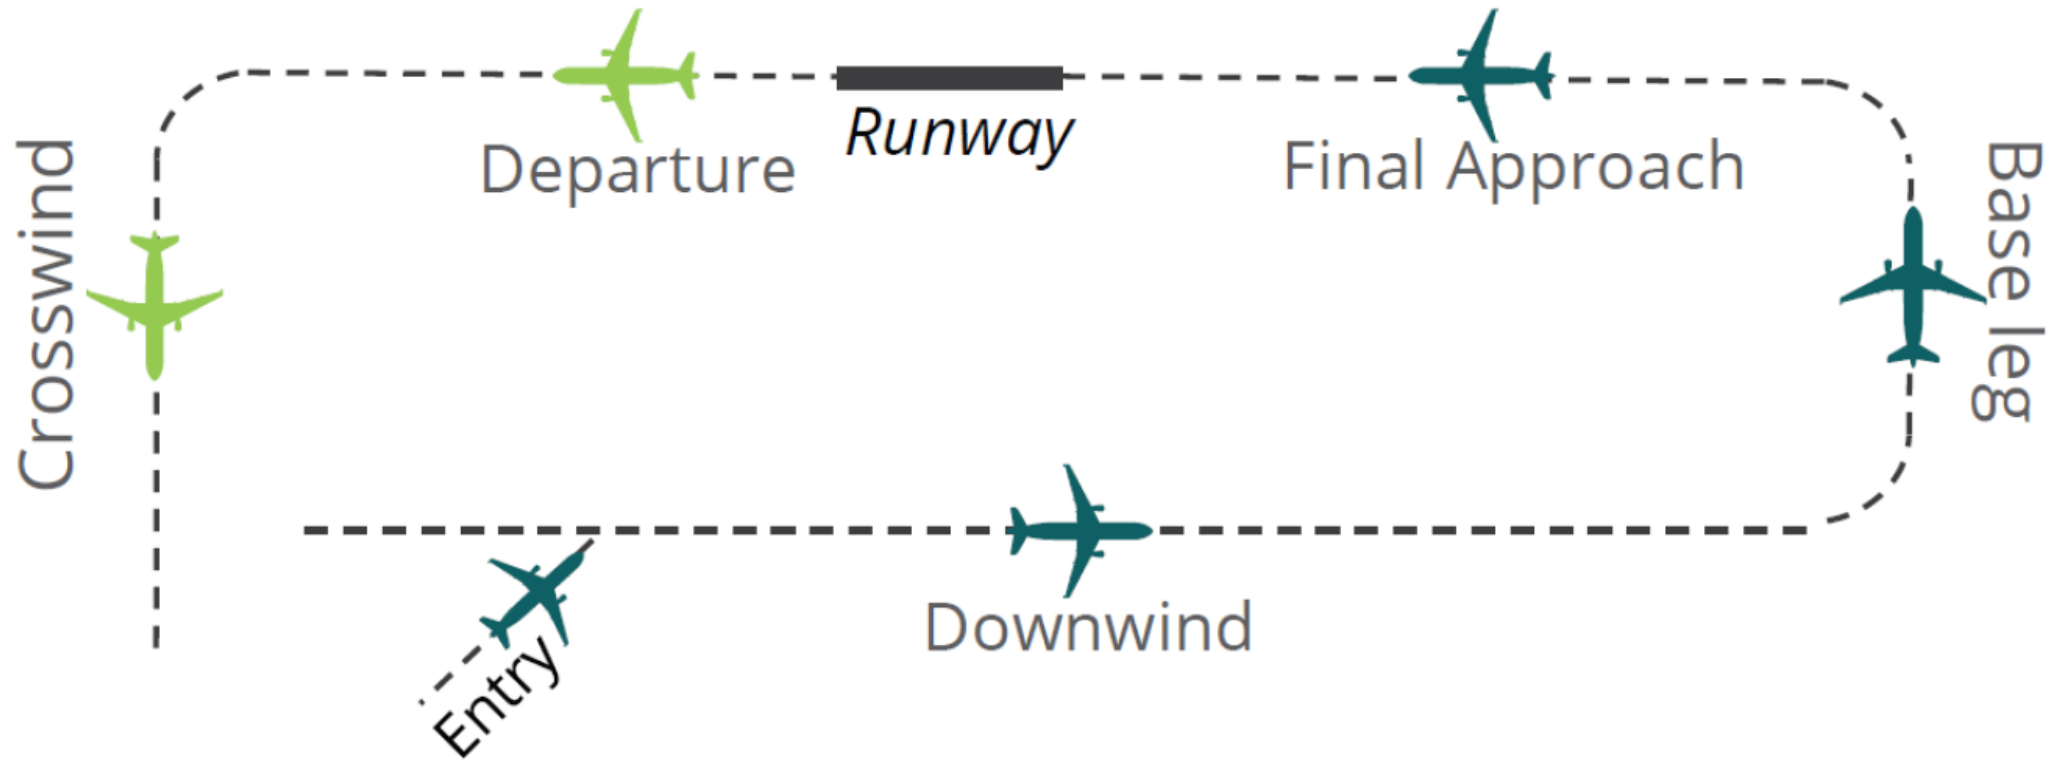 Runway
Departure
Final Approach
Crosswind
Base leg
Downwind
Entry